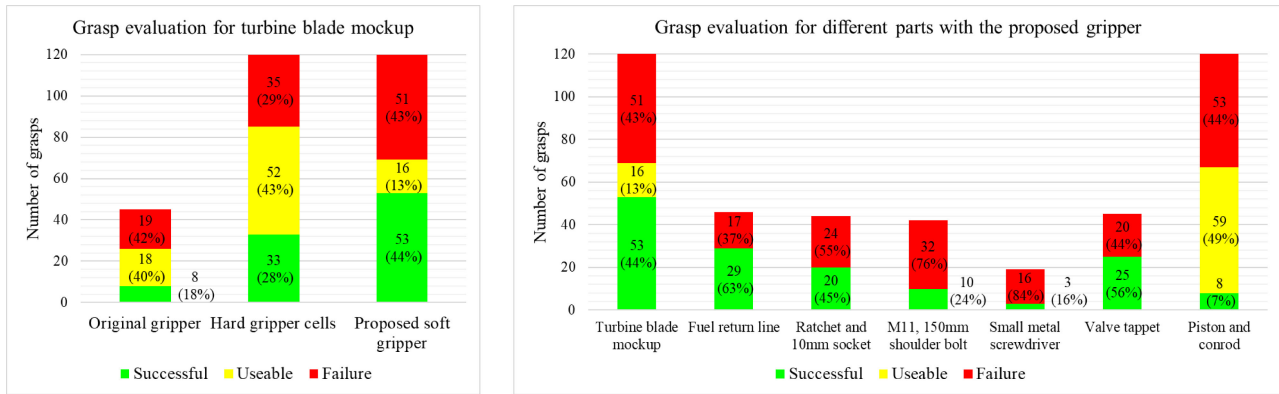 Grasp evaluation for turbine blade mockup
Number of grasps
120
100
80
60
40
20
0
19
(42%)
18
(40%)
8
(18%)
35
(29%)
52
(43%)
33
(28%)
51
(43%)
16
(13%)
53
(44%)
Original gripper
Hard gripper cells
Proposed soft
gripper
Successful
Useable
Failure
Grasp evaluation for different parts with the proposed gripper
Number of grasps
120
100
80
60
40
20
0
51
(43%)
16
(13%)
53
(44%)
17
(37%)
29
(63%)
24
(55%)
20
(45%)
32
(76%)
10
(24%)
16
(84%)
3
(16%)
20
(44%)
25
(56%)
53
(44%)
59
(49%)
8
(7%)
Turbine blade
mockup
Fuel return line
Ratchet and
10mm socket
M11, 150mm
shoulder bolt
Small metal
screwdriver
Valve tappet
Piston and
conrod
Successful
Useable
Failure